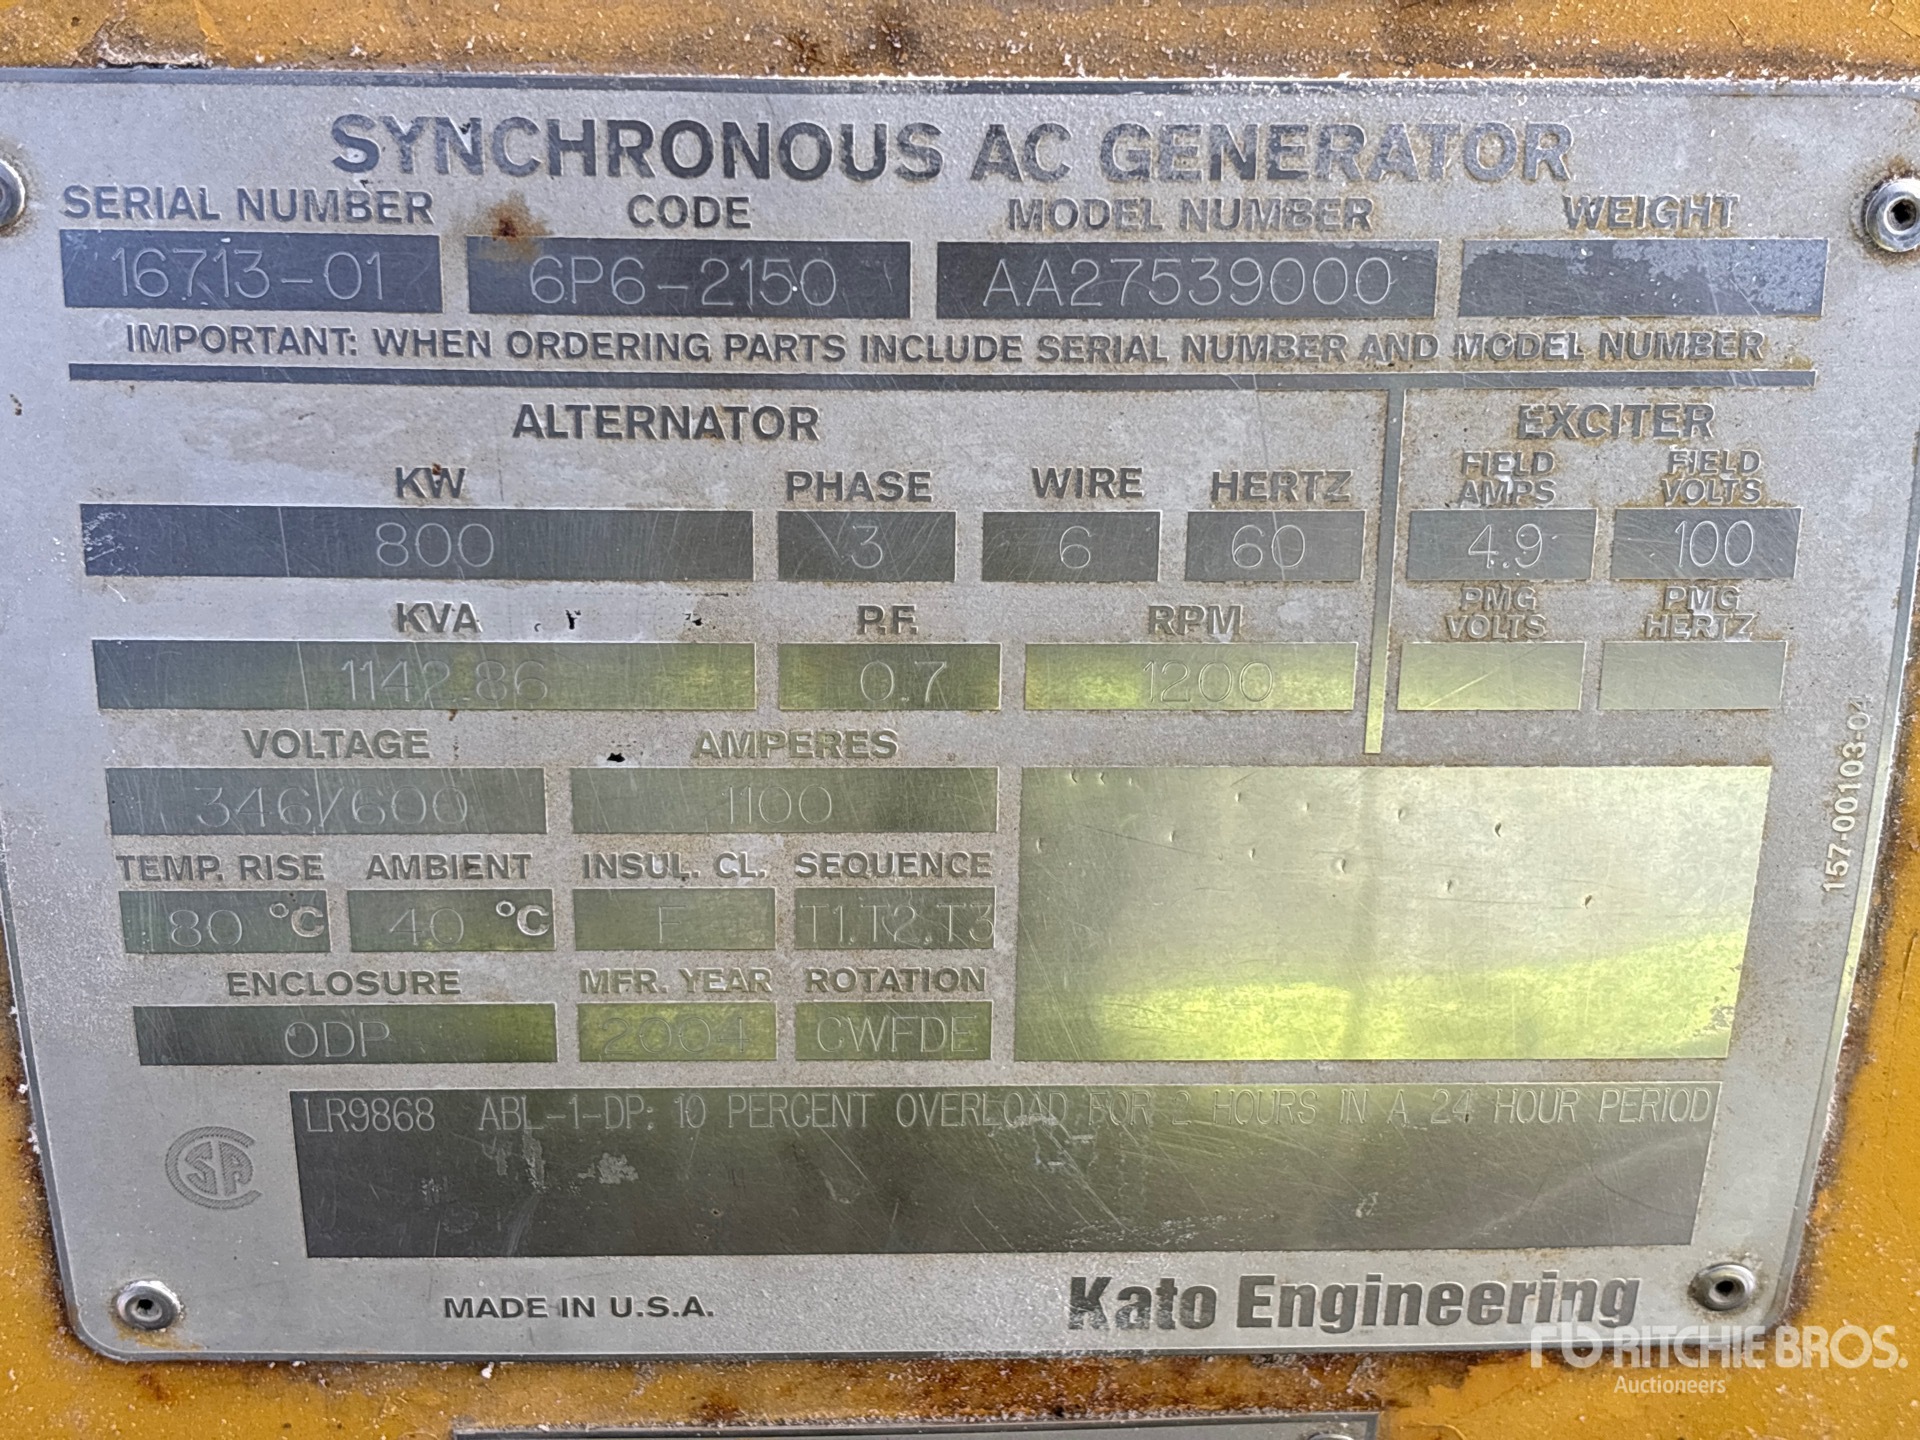 SYNCHRONOUS AC GENERATOR
SERIAL NUMBER CODE MODEL NUMBER WEIGHT
16713-01 6P6-2150 AA27539000
IMPORTANT: WHEN ORDERING PARTS INCLUDE SERIAL NUMBER AND MODEL NUMBER
ALTERNATOR EXCITER
KW PHASE WIRE HERTZ FIELD AMPS FIELD VOLTS
800 3 6 60 4.9 100
KVA P.F. RPM PMG VOLTS PMG HERTZ
1142.86 0.7 1200
VOLTAGE AMPERES
346/600 1100
TEMP. RISE AMBIENT INSUL. CL. SEQUENCE
80 °C 40 °C F T1.T2.T3
ENCLOSURE MFR. YEAR ROTATION
ODP 2004 CWFDE
LR9868 ABL-1-DP: 10 PERCENT OVERLOAD FOR 2 HOURS IN A 24 HOUR PERIOD
SA
MADE IN U.S.A. Kato Engineering
157-00103-04
rb RITCHIE BROS.
Auctioneers